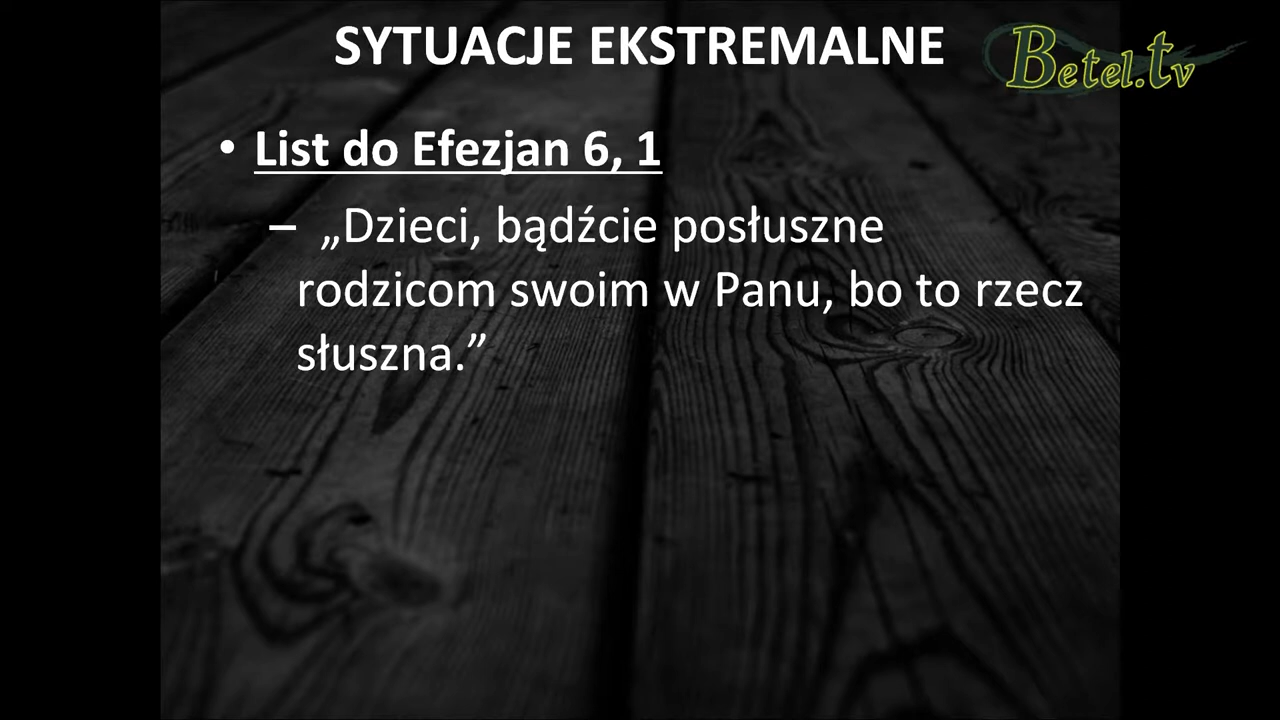 SYTUACJE EKSTREMALNE
Betel.tv
• List do Efezjan 6, 1
– „Dzieci, bądźcie posłuszne
rodzicom swoim w Panu, bo to rzecz
słuszna.”